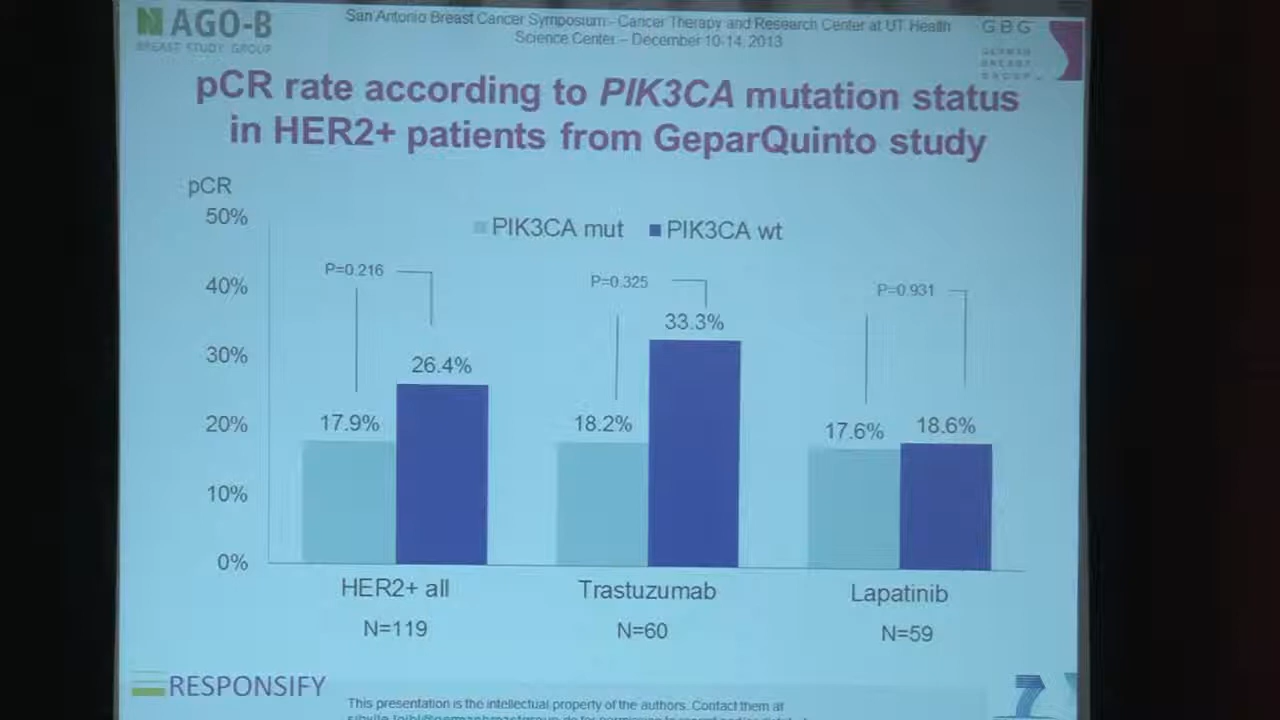 AGO-B
BREAST STUDY GROUP
San Antonio Breast Cancer Symposium - Cancer Therapy and Research Center at UT Health
Science Center – December 10-14, 2013
GBG
GERMAN
BREAST
GROUP
pCR rate according to PIK3CA mutation status
in HER2+ patients from GeparQuinto study
pCR
50%
40%
30%
20%
10%
0%
PIK3CA mut
PIK3CA wt
P=0.216
P=0.325
P=0.931
17.9%
26.4%
18.2%
33.3%
17.6%
18.6%
HER2+ all
Trastuzumab
Lapatinib
N=119
N=60
N=59
RESPONSIFY
This presentation is the intellectual property of the authors. Contact them at
7